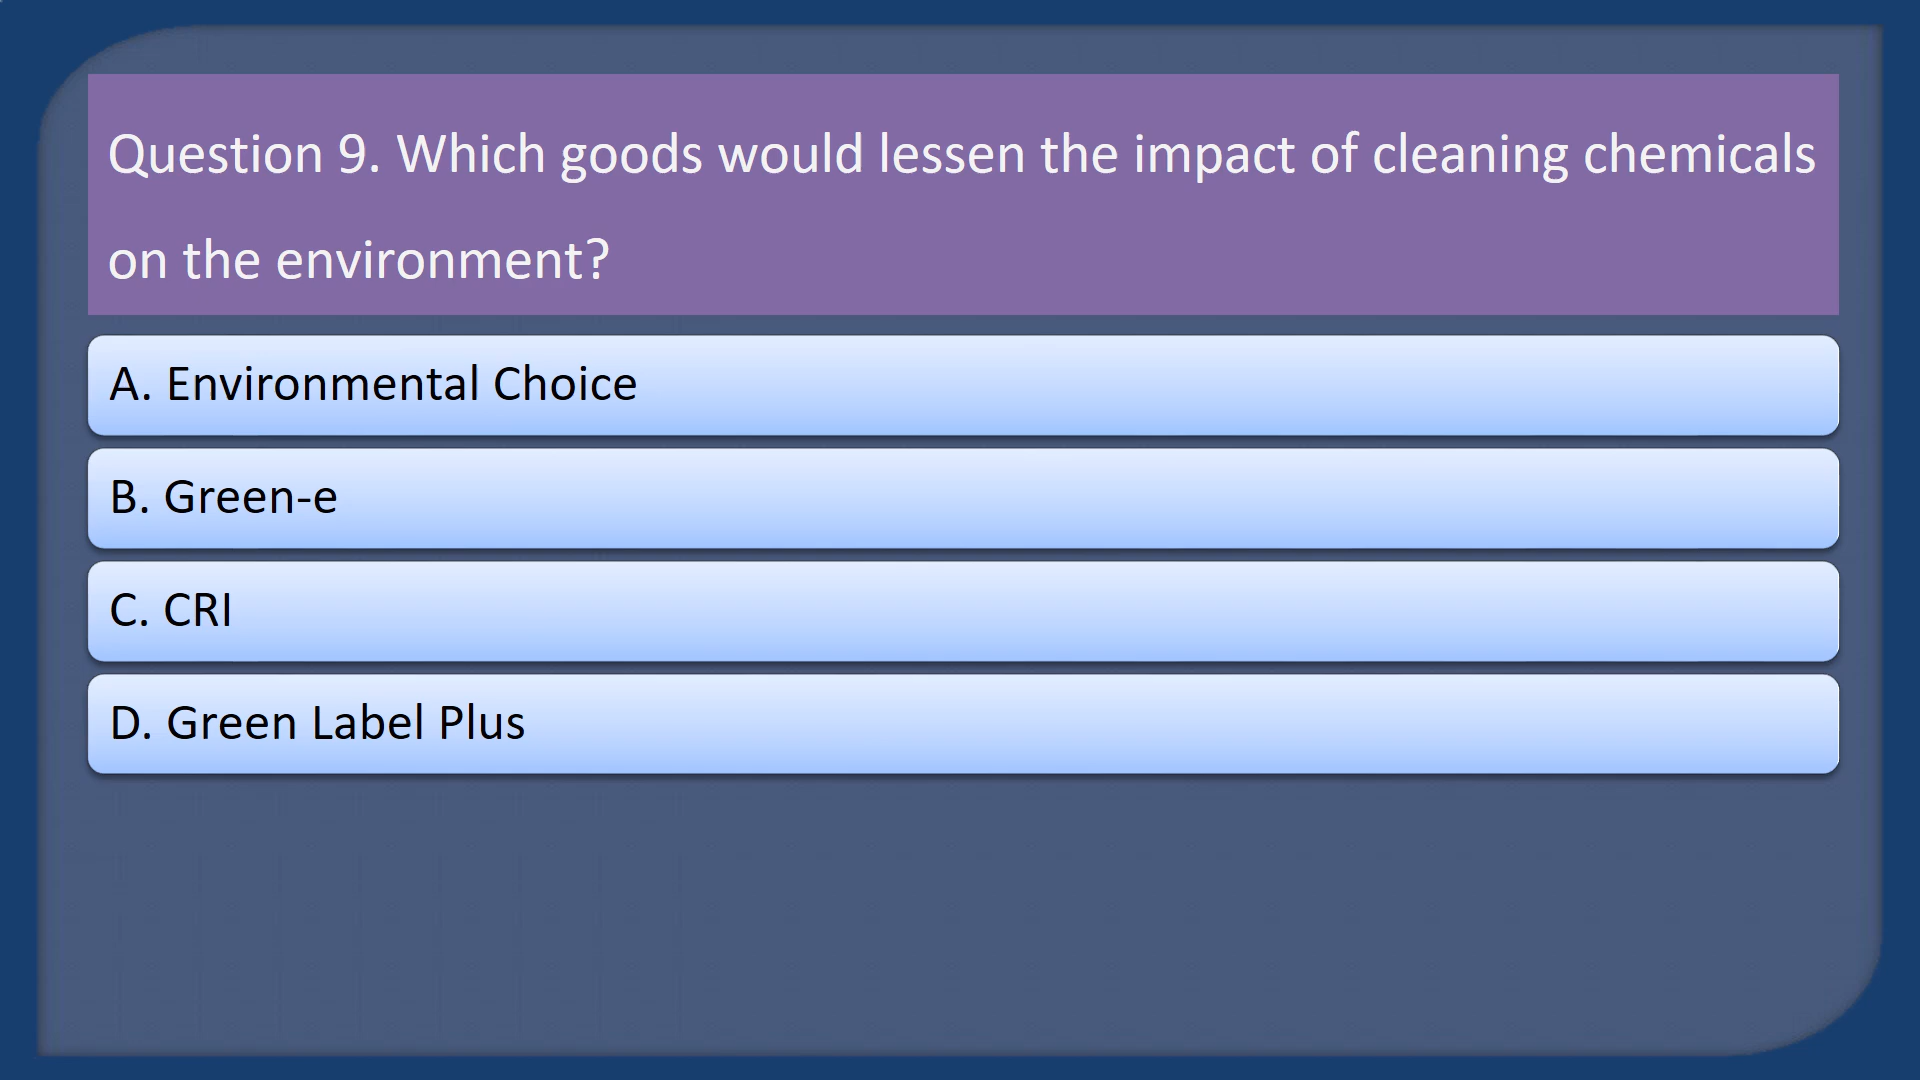 Question 9. Which goods would lessen the impact of cleaning chemicals
on the environment?
A. Environmental Choice
B. Green-e
C. CRI
D. Green Label Plus